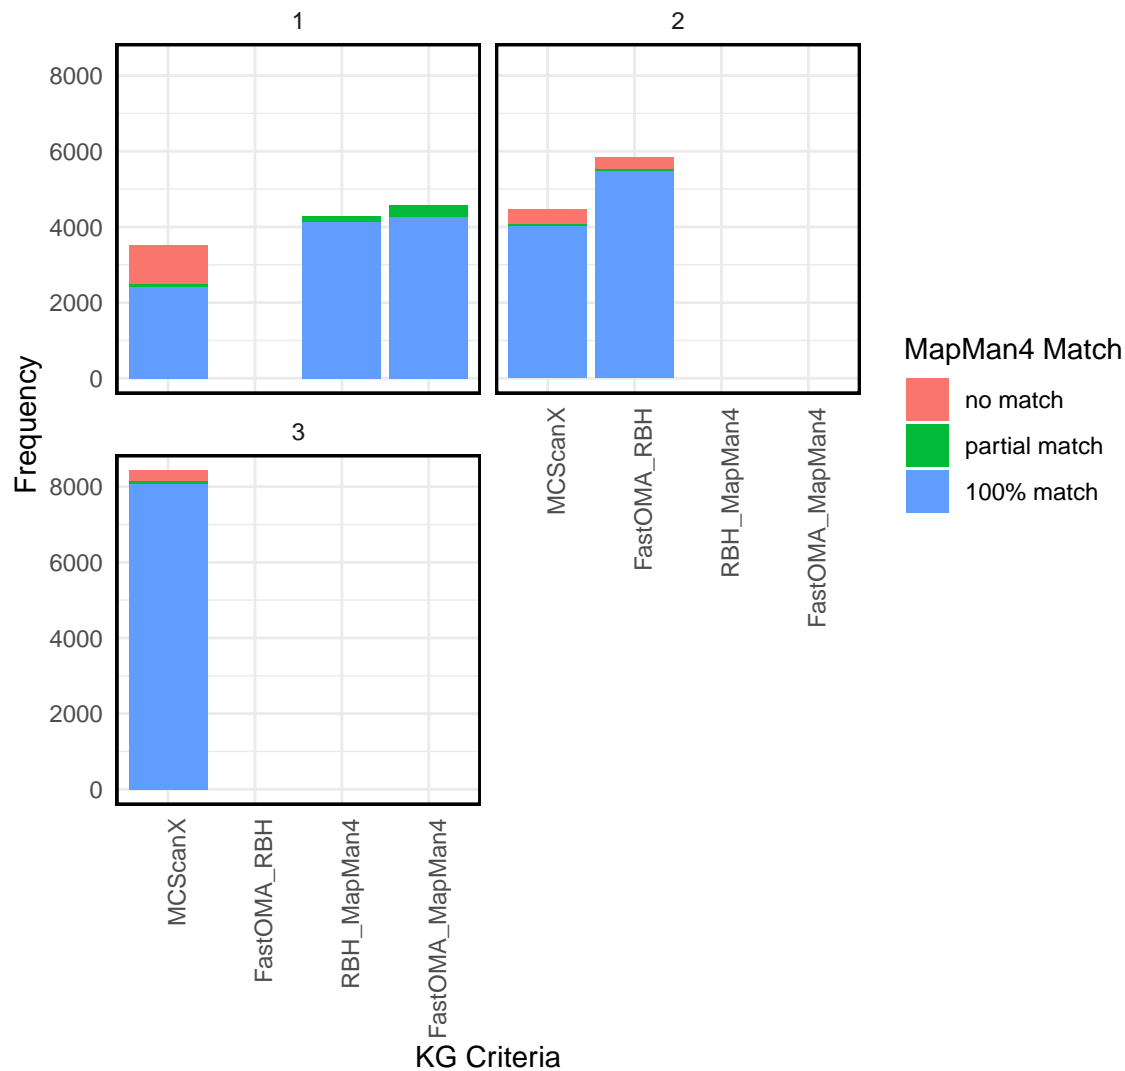 1
2
8000
6000
4000
2000
0
Frequency
MCScanX
FastOMA_RBH
RBH_MapMan4
FastOMA_MapMan4
MapMan4 Match
no match
partial match
100% match
3
8000
6000
4000
2000
0
MCScanX
FastOMA_RBH
RBH_MapMan4
FastOMA_MapMan4
KG Criteria